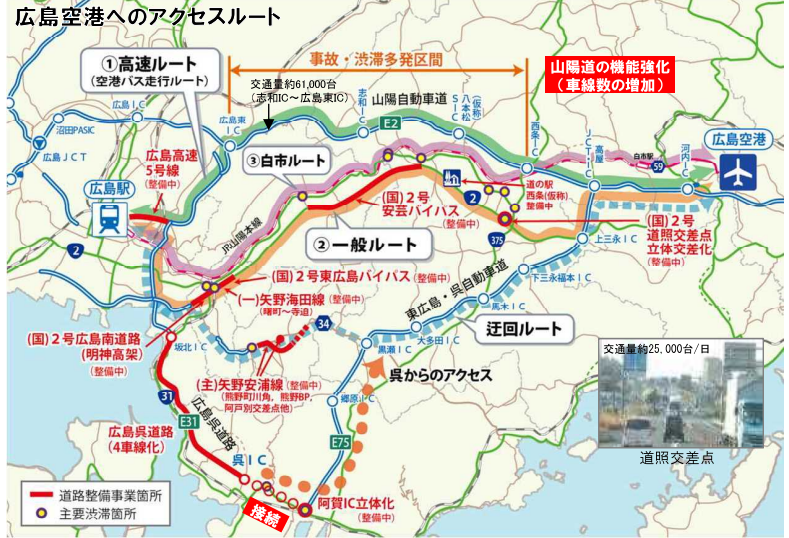 広島空港へのアクセスルート
①高速ルート
(空港バス走行ルート)
事故・渋滞多発区間
交通量約61,000台
(志和IC～広島東IC)
山陽道の機能強化
(車線数の増加)
広島IC
沼田PASIC
広島JCT
広島東
IC
志和IC
山陽自動車道
E2
(仮称)
八本松
SIC
西条IC
高屋
JCT・IC
白市駅
59
河内IC
広島空港
広島高速
5号線
(整備中)
広島駅
③白市ルート
JR山陽本線
(国)2号
安芸バイパス
(整備中)
2
道の駅
西条(仮称)
整備中
(国)2号
道照交差点
立体交差化
(整備中)
375
上三永IC
2
②一般ルート
(国)2号東広島バイパス(整備中)
(一)矢野海田線(整備中)
(曙町～寺迫)
(国)2号広島南道路
(明神高架)
(整備中)
坂北IC
34
東広島・呉自動車道
下三永福本IC
馬木IC
大多田IC
黒瀬IC
迂回ルート
(主)矢野安浦線(整備中)
(熊野町川角, 熊野BP,
阿戸別交差点他)
呉からのアクセス
郷原IC
E75
31
E31
広島呉道路
広島呉道路
(4車線化)
呉IC
接続
阿賀IC立体化
(整備中)
道路整備事業箇所
主要渋滞箇所
交通量約25,000台/日
道照交差点